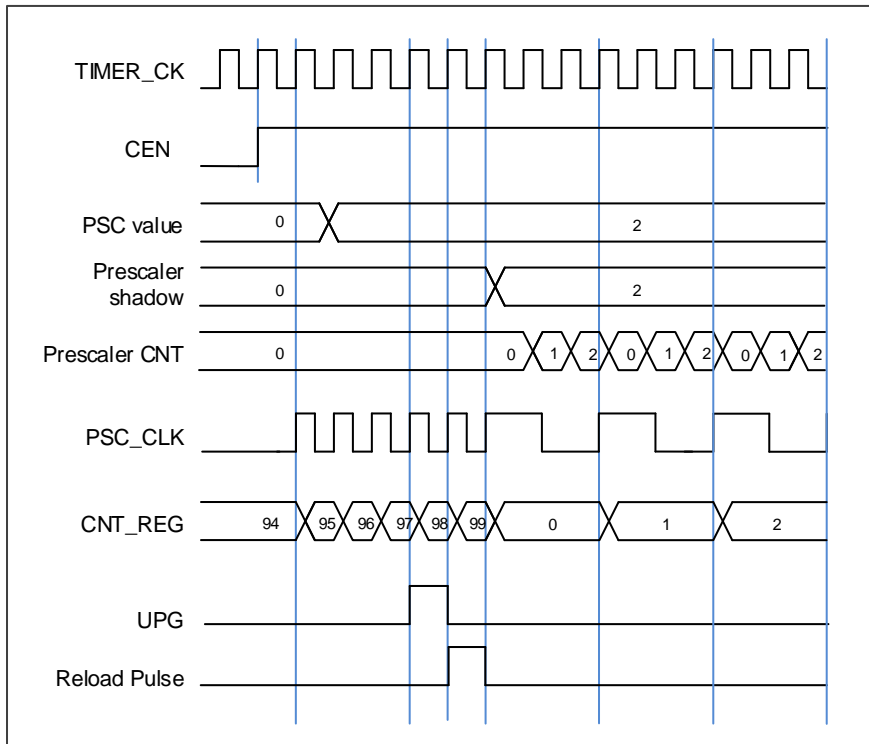 TIMER_CK
CEN
PSC value 0 2
Prescaler
shadow 0 2
Prescaler CNT 0 0 1 2 0 1 2 0 1 2
PSC_CLK
CNT_REG 94 95 96 97 98 99 0 1 2
UPG
Reload Pulse